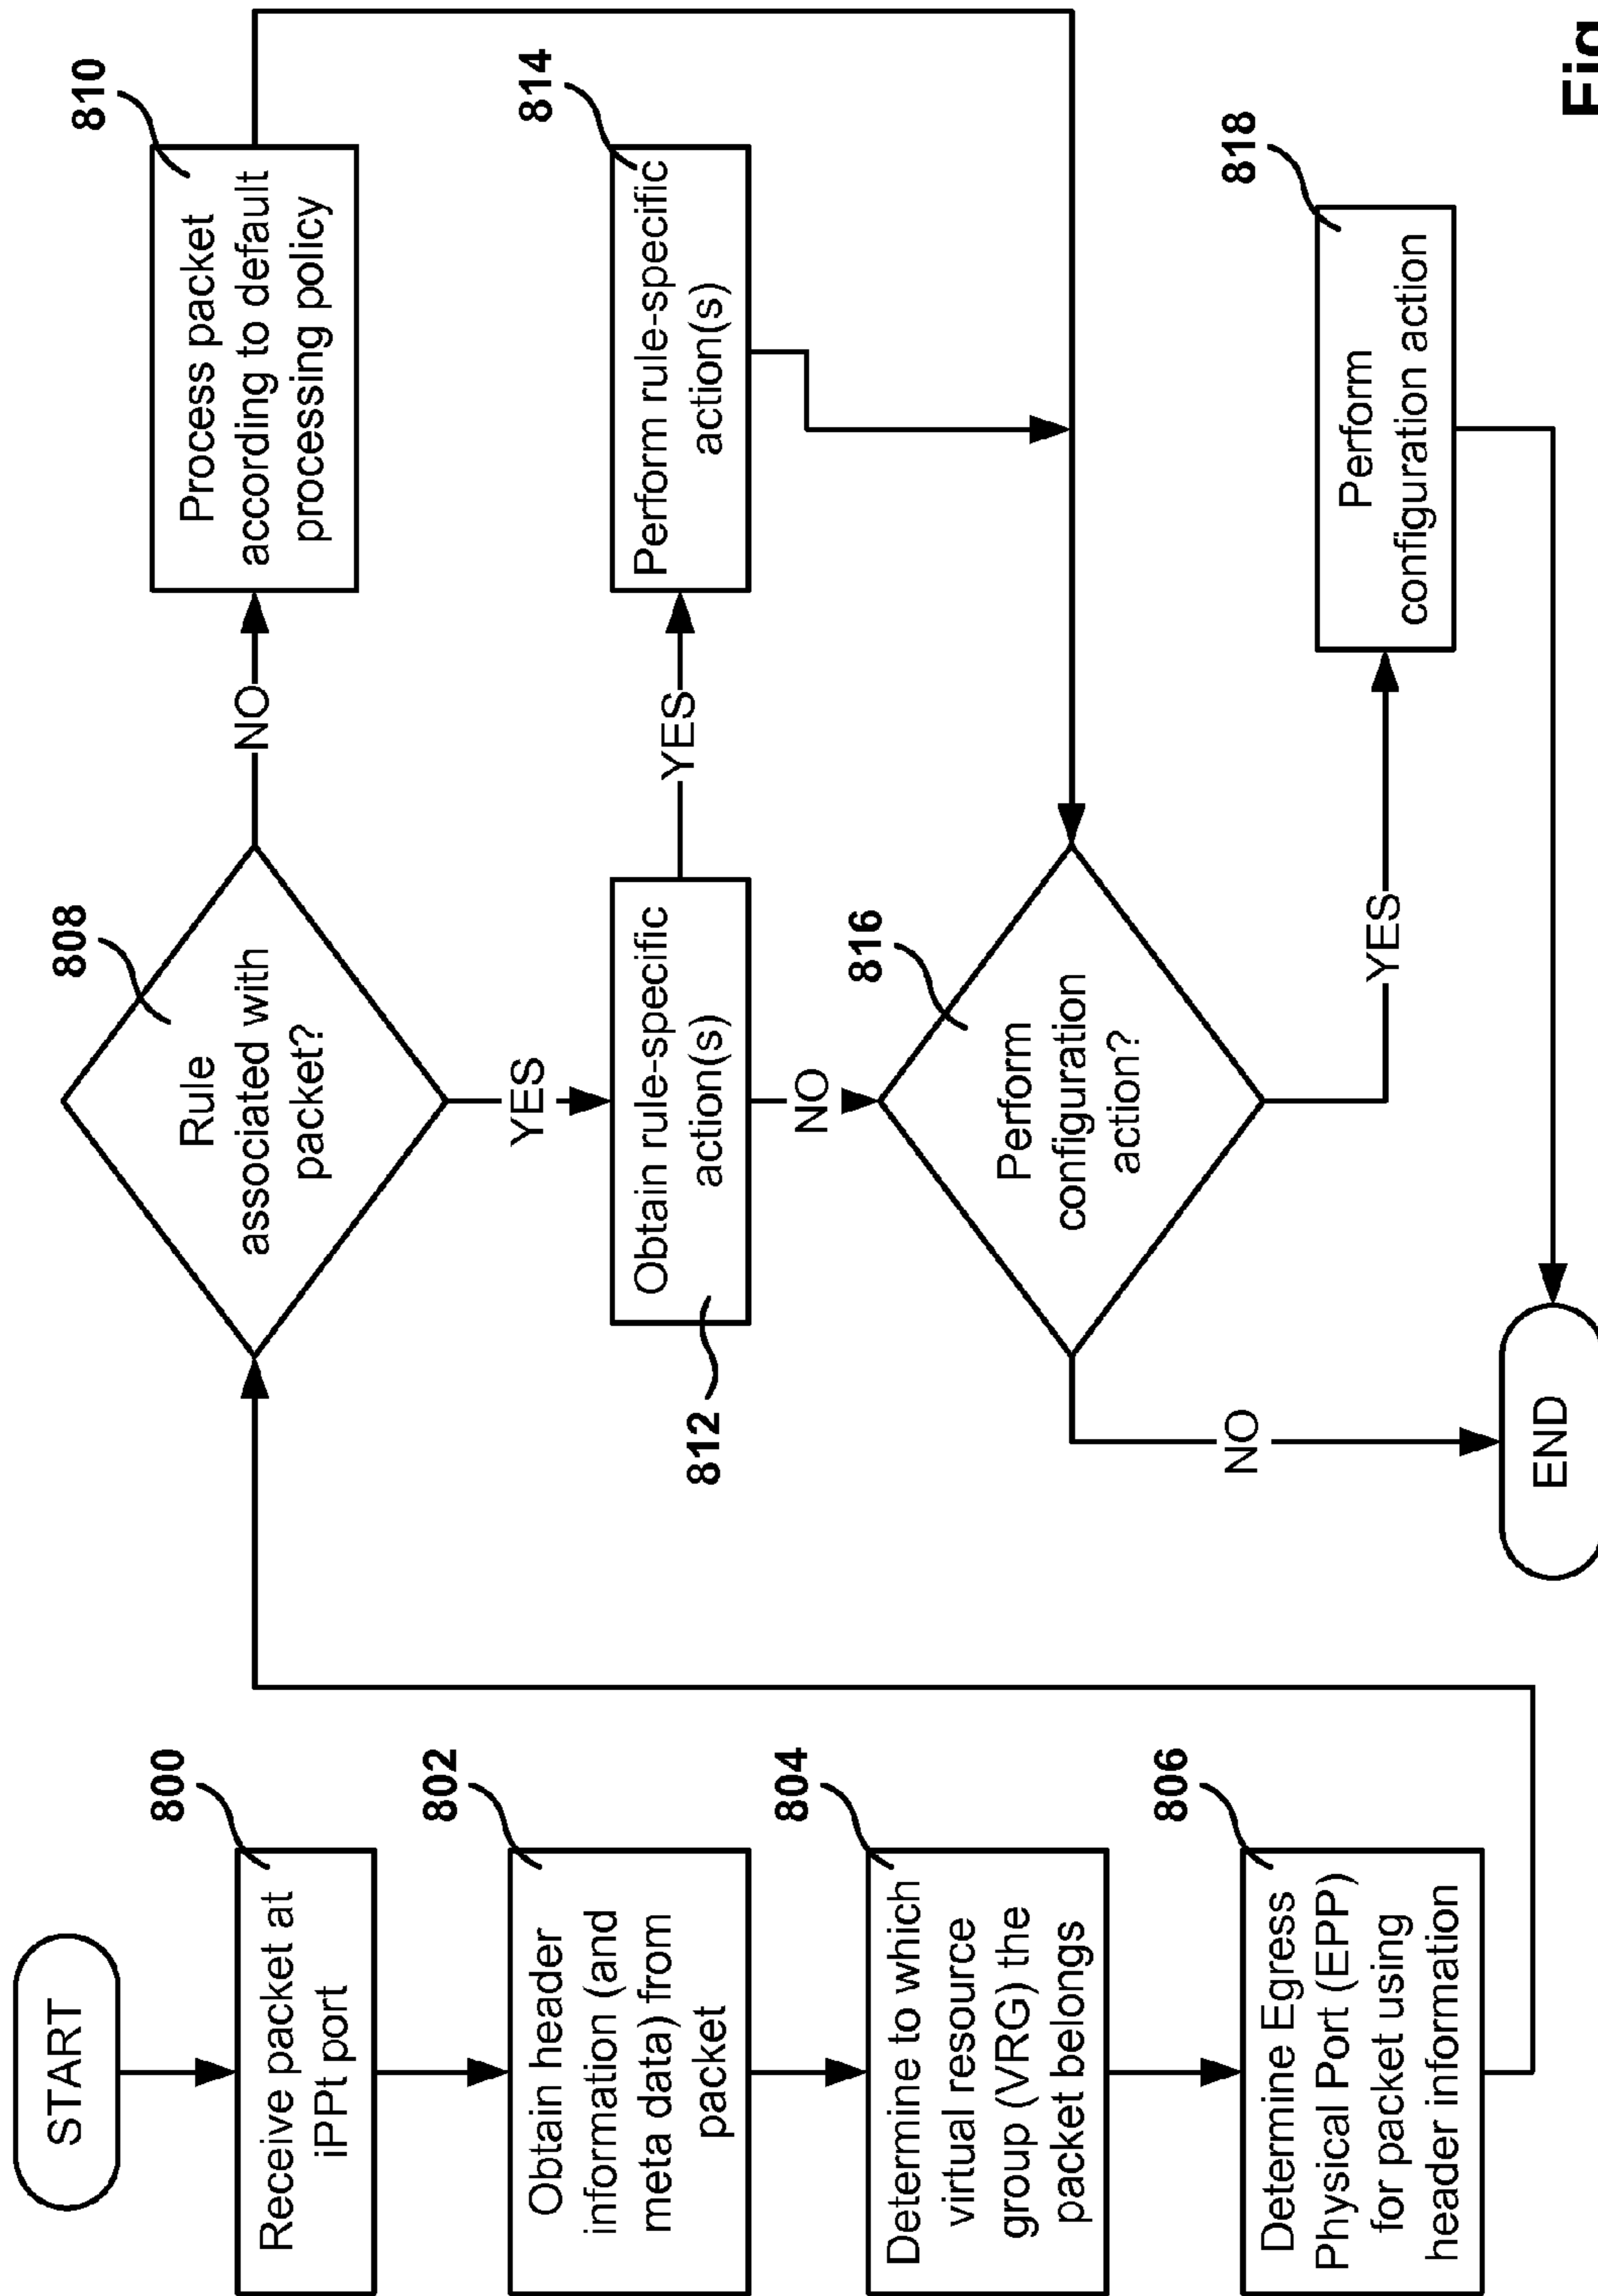 START
800
Receive packet at
iPPt port
802
Obtain header
information (and
meta data) from
packet
804
Determine to which
virtual resource
group (VRG) the
packet belongs
806
Determine Egress
Physical Port (EPP)
for packet using
header information
808
Rule
associated with
packet?
NO
810
Process packet
according to default
processing policy
YES
812
Obtain rule-specific
action(s)
YES
814
Perform rule-specific
action(s)
NO
816
Perform
configuration
action?
YES
818
Perform
configuration action
NO
END
Fig